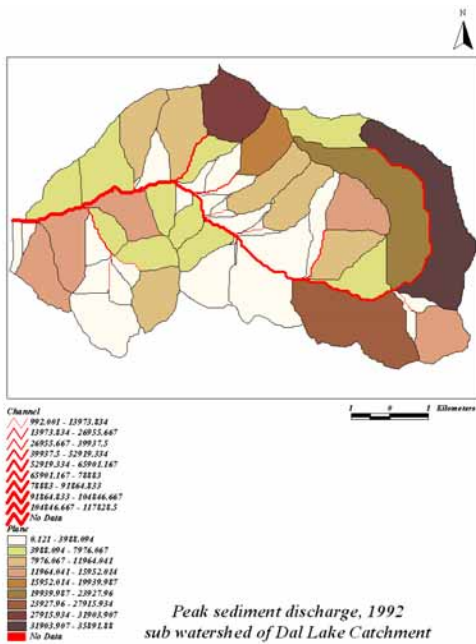 N
1 0 1 Kilometers
Channel
992.001 - 13973.834
13973.834 - 26955.667
26955.667 - 39937.5
39937.5 - 52919.334
52919.334 - 65901.167
65901.167 - 78883
78883 - 91864.833
91864.833 - 104846.667
104846.667 - 117828.5
No Data
Plane
0.121 - 3988.094
3988.094 - 7976.067
7976.067 - 11964.041
11964.041 - 15952.014
15952.014 - 19939.987
19939.987 - 23927.96
23927.96 - 27915.934
27915.934 - 31903.907
31903.907 - 35891.88
No Data
Peak sediment discharge, 1992
sub watershed of Dal Lake Catchment